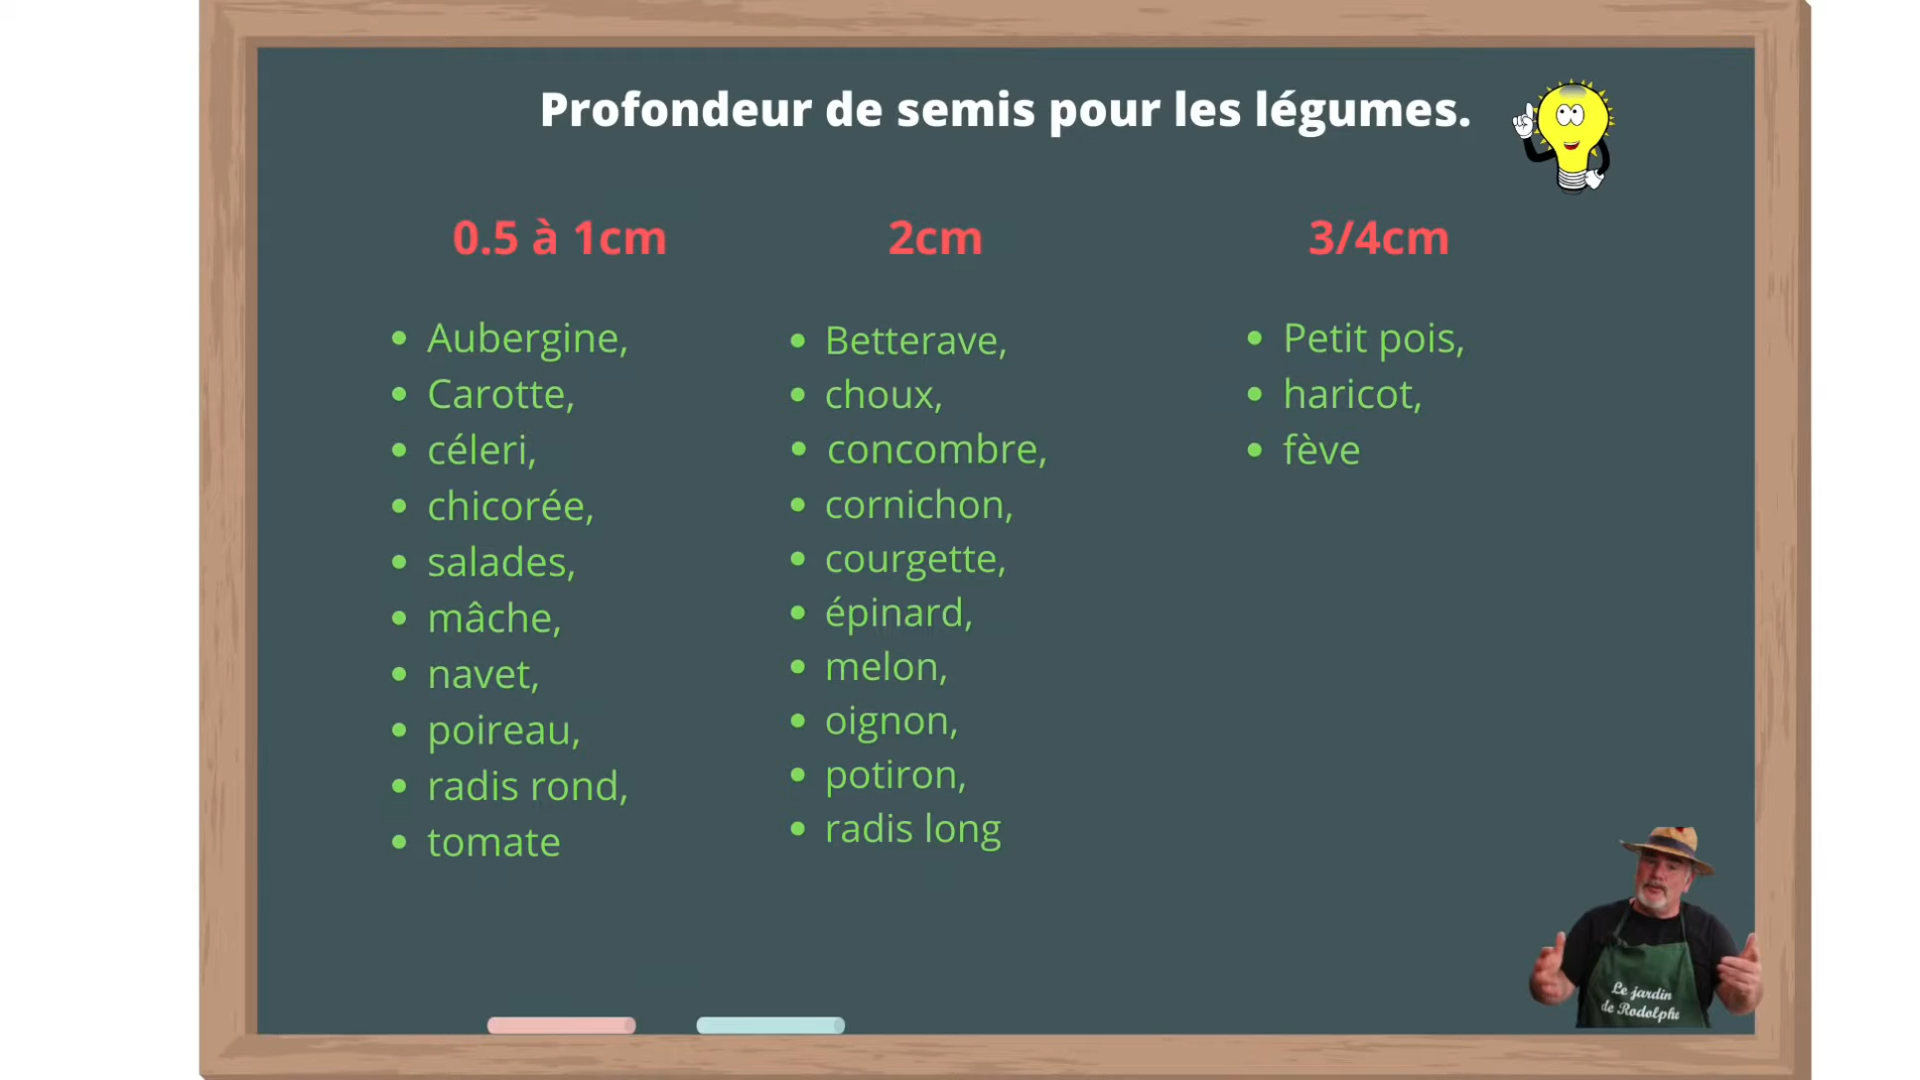 Profondeur de semis pour les légumes.
0.5 à 1cm
Aubergine,
Carotte,
céleri,
chicorée,
salades,
mâche,
navet,
poireau,
radis rond,
tomate
2cm
Betterave,
choux,
concombre,
cornichon,
courgette,
épinard,
melon,
oignon,
potiron,
radis long
3/4cm
Petit pois,
haricot,
fève
Le jardin
de Rodolphe